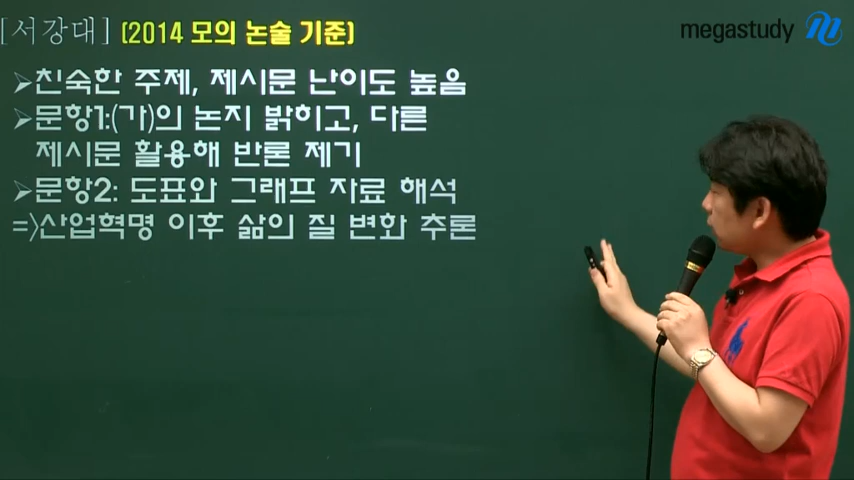 [서강대] (2014 모의 논술 기준)
megastudy
➢친숙한 주제, 제시문 난이도 높음
➢문항1:(가)의 논지 밝히고, 다른
제시문 활용해 반론 제기
➢문항2: 도표와 그래프 자료 해석
=>산업혁명 이후 삶의 질 변화 추론